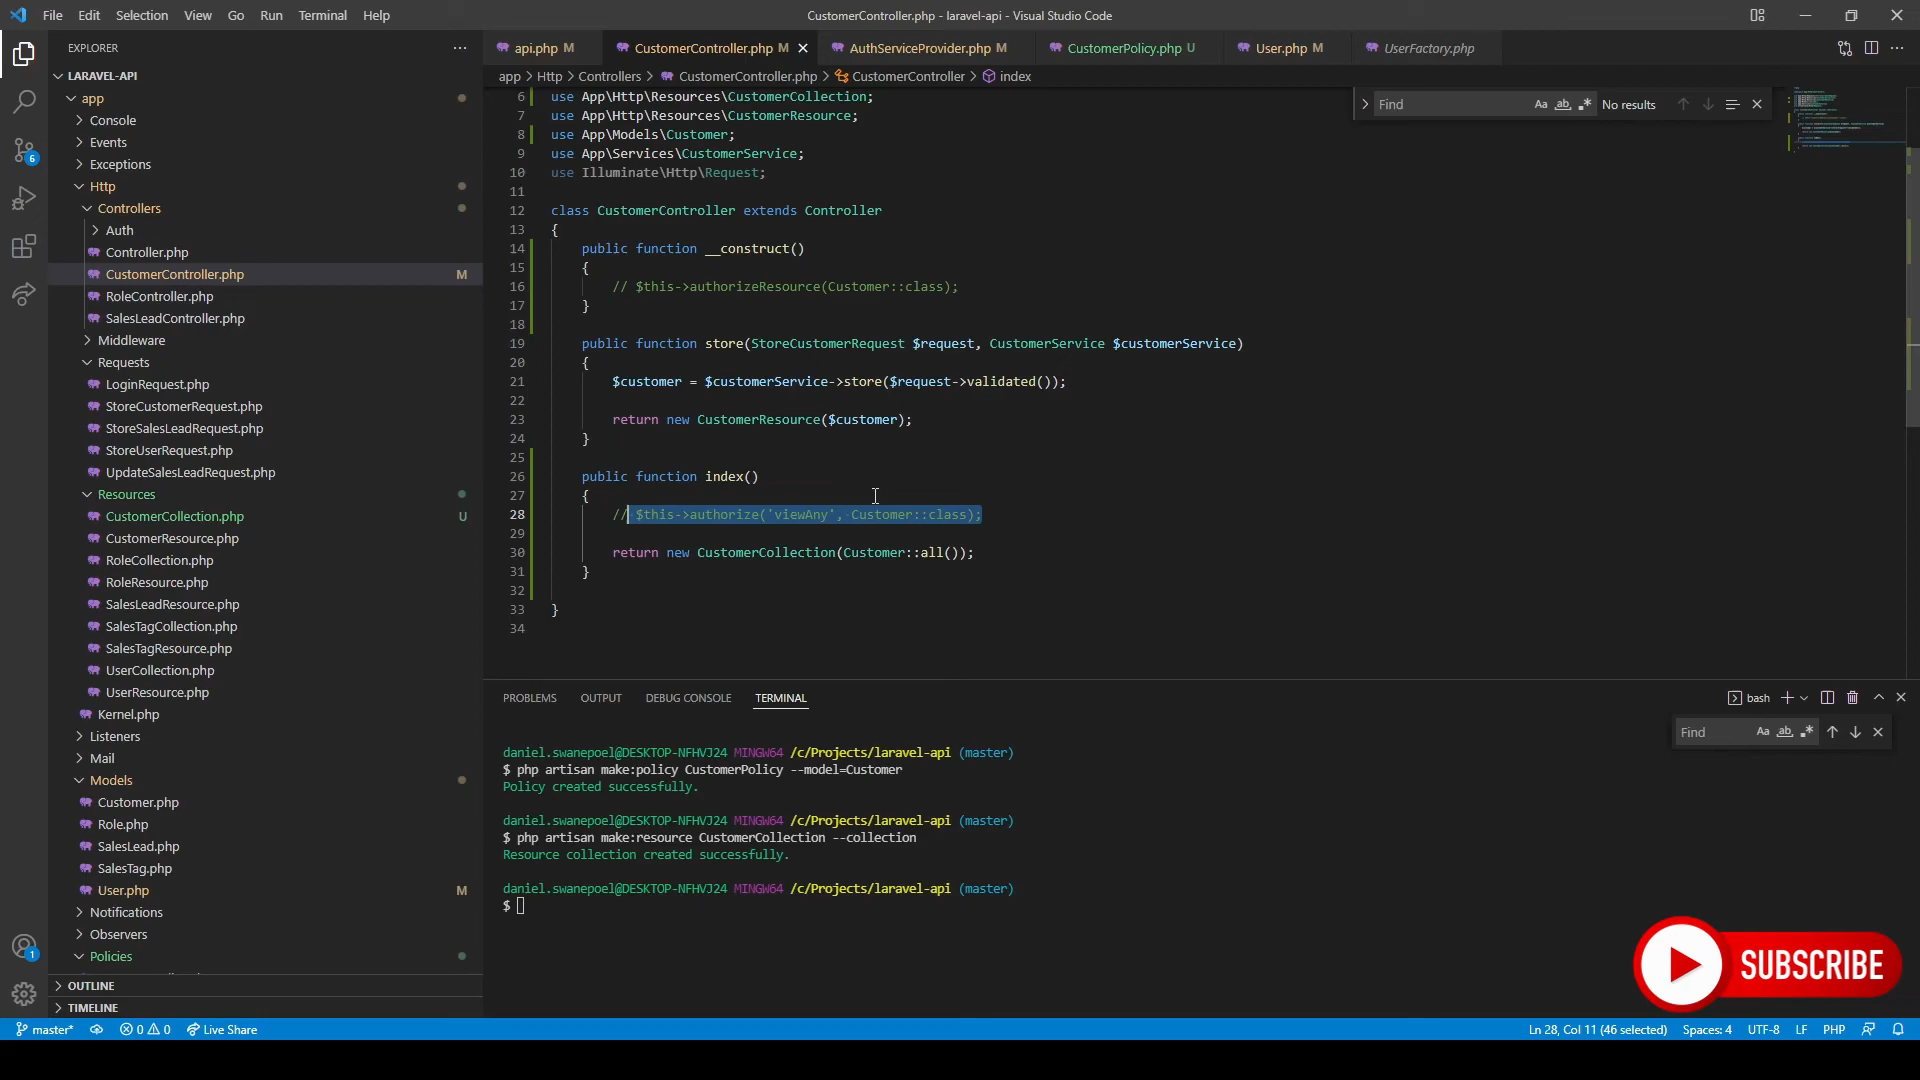 File Edit Selection View Go Run Terminal Help
CustomerController.php - laravel-api - Visual Studio Code
EXPLORER
LARAVEL-API
app
Console
Events
Exceptions
Http
Controllers
Auth
Controller.php
CustomerController.php M
RoleController.php
SalesLeadController.php
Middleware
Requests
LoginRequest.php
StoreCustomerRequest.php
StoreSalesLeadRequest.php
StoreUserRequest.php
UpdateSalesLeadRequest.php
Resources
CustomerCollection.php U
CustomerResource.php
RoleCollection.php
RoleResource.php
SalesLeadResource.php
SalesTagCollection.php
SalesTagResource.php
UserCollection.php
UserResource.php
Kernel.php
Listeners
Mail
Models
Customer.php
Role.php
SalesLead.php
SalesTag.php
User.php M
Notifications
Observers
Policies
OUTLINE
TIMELINE
6
1
api.php M CustomerController.php M AuthServiceProvider.php M CustomerPolicy.php U User.php M UserFactory.php
app > Http > Controllers > CustomerController.php > CustomerController > index
Find Aa ab No results
6 use App\Http\Resources\CustomerCollection;
7 use App\Http\Resources\CustomerResource;
8 use App\Models\Customer;
9 use App\Services\CustomerService;
10 use Illuminate\Http\Request;
11
12 class CustomerController extends Controller
13 {
14 public function __construct()
15 {
16 // $this->authorizeResource(Customer::class);
17 }
18
19 public function store(StoreCustomerRequest $request, CustomerService $customerService)
20 {
21 $customer = $customerService->store($request->validated());
22
23 return new CustomerResource($customer);
24 }
25
26 public function index()
27 {
28 // $this->authorize('viewAny', Customer::class);
29
30 return new CustomerCollection(Customer::all());
31 }
32
33 }
34
PROBLEMS OUTPUT DEBUG CONSOLE TERMINAL
bash
Find Aa ab
daniel.swanepoel@DESKTOP-NFHVJ24 MINGW64 /c/Projects/laravel-api (master)
$ php artisan make:policy CustomerPolicy --model=Customer
Policy created successfully.
daniel.swanepoel@DESKTOP-NFHVJ24 MINGW64 /c/Projects/laravel-api (master)
$ php artisan make:resource CustomerCollection --collection
Resource collection created successfully.
daniel.swanepoel@DESKTOP-NFHVJ24 MINGW64 /c/Projects/laravel-api (master)
$
SUBSCRIBE
master* 0 0 Live Share
Ln 28, Col 11 (46 selected) Spaces: 4 UTF-8 LF PHP